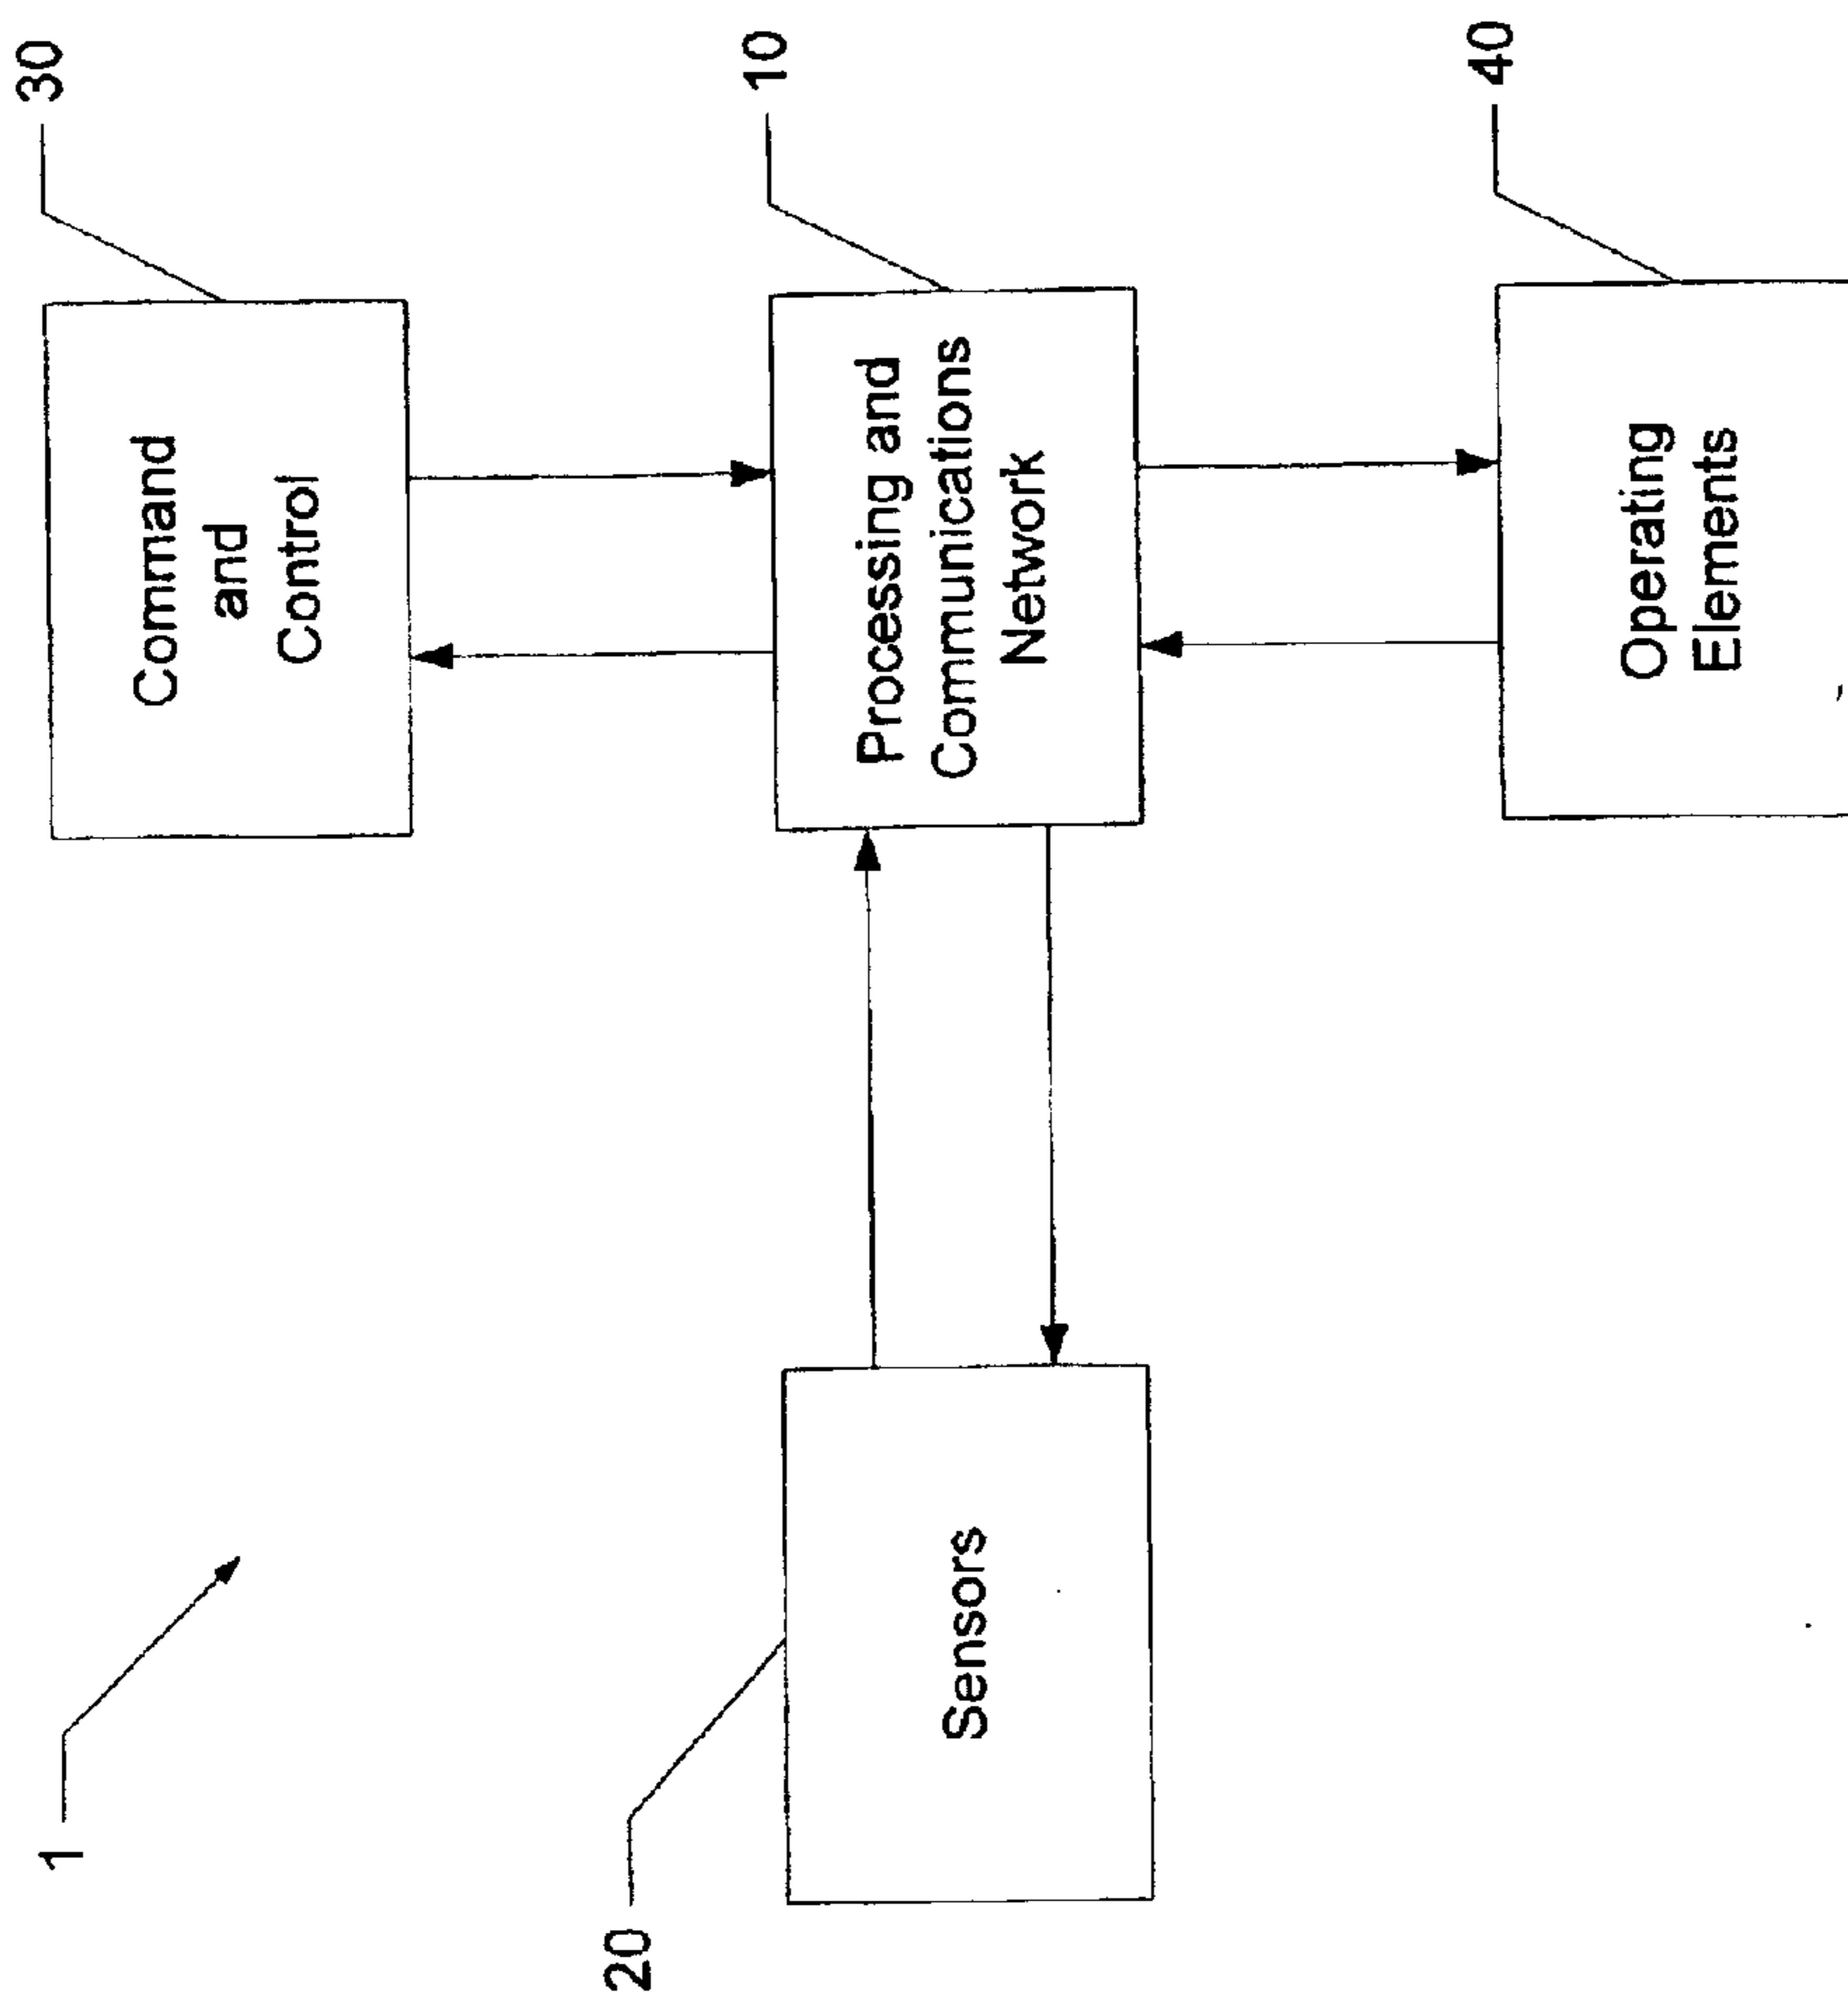 1
20
Sensors
30
Command
and
Control
10
Processing and
Communications
Network
40
Operating
Elements